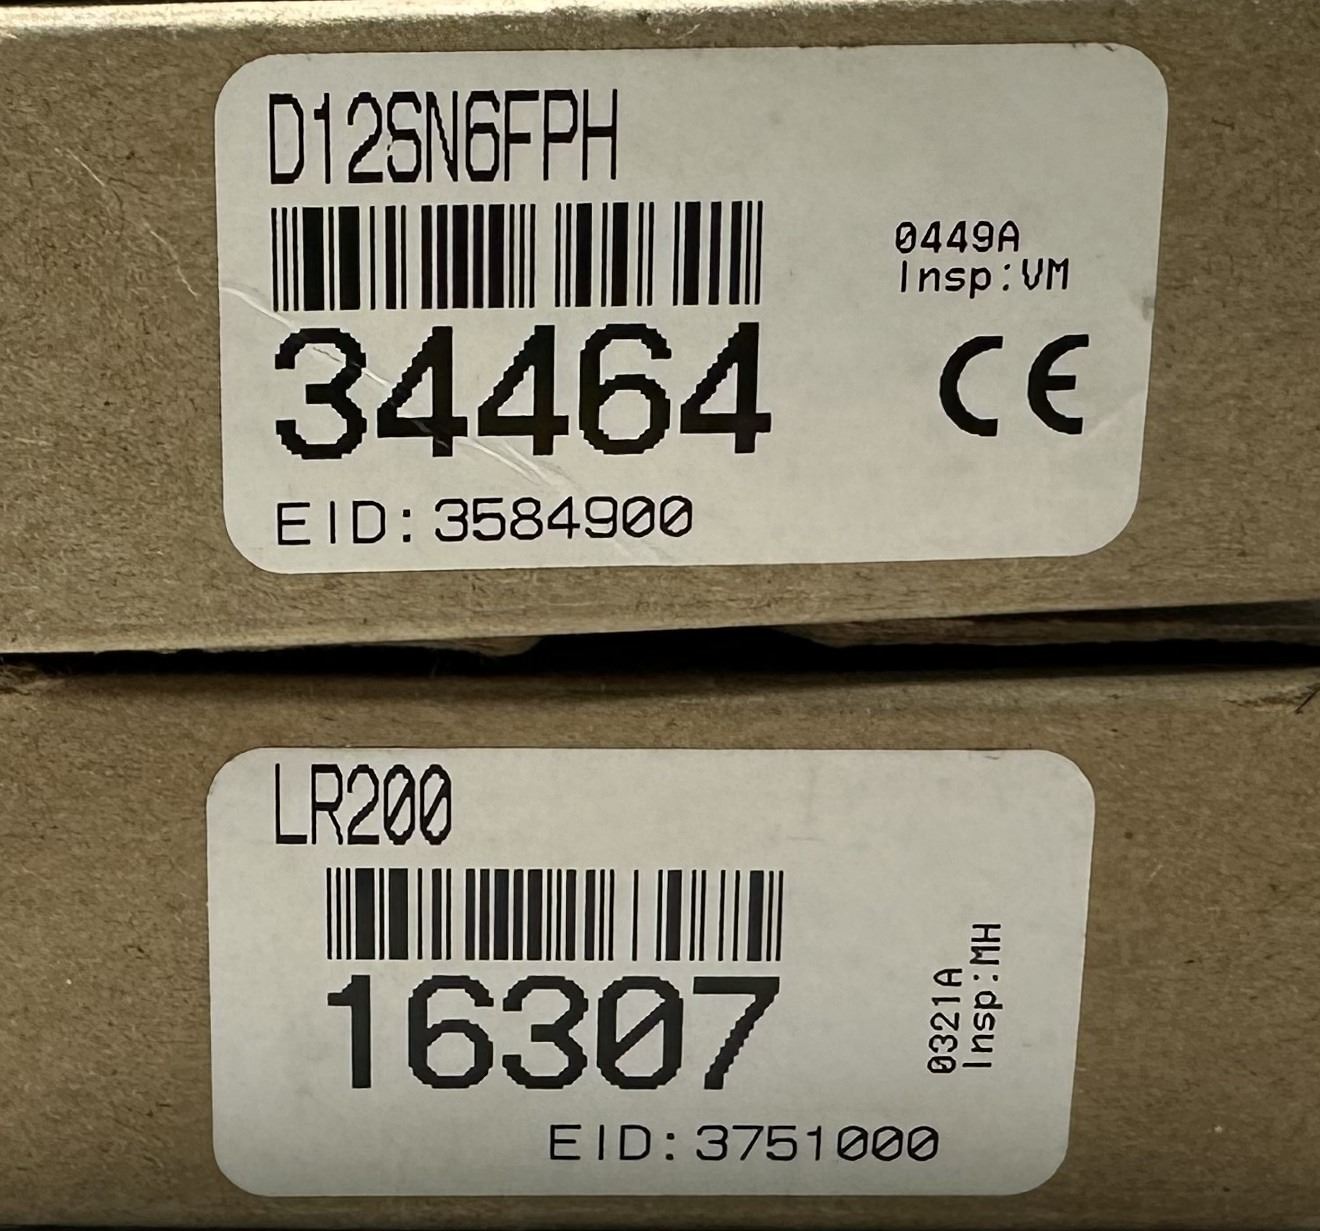 D12SN6FPH
0449A
Insp:VM
34464
CE
EID:3584900
LR200
16307
0321A
Insp:MH
EID:3751000